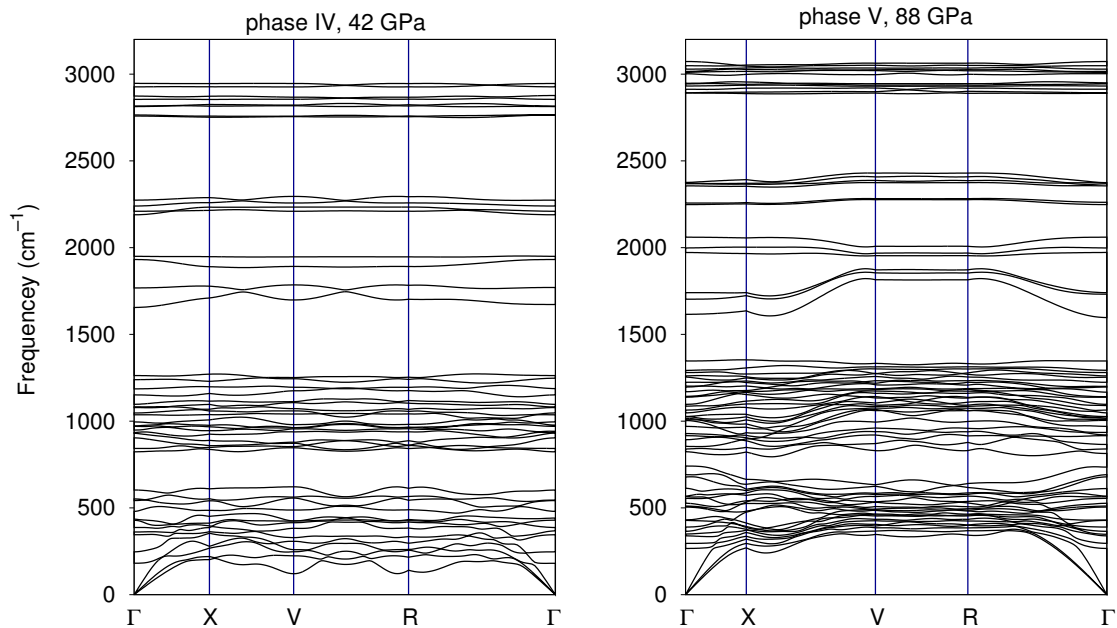 phase IV, 42 GPa
phase V, 88 GPa
Frequencey (cm⁻¹)
3000
2500
2000
1500
1000
500
0
Γ X V R Γ
3000
2500
2000
1500
1000
500
0
Γ X V R Γ